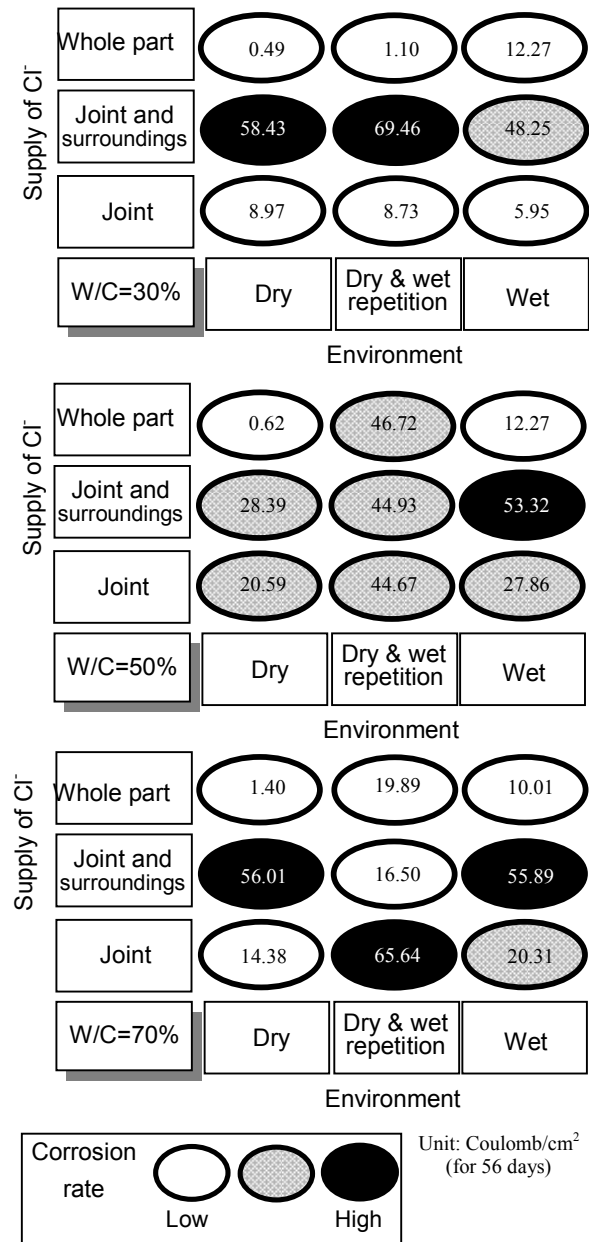 Supply of Cl⁻
Whole part 0.49 1.10 12.27
Joint and
surroundings 58.43 69.46 48.25
Joint 8.97 8.73 5.95
W/C=30% Dry Dry & wet
repetition Wet
Environment
Supply of Cl⁻
Whole part 0.62 46.72 12.27
Joint and
surroundings 28.39 44.93 53.32
Joint 20.59 44.67 27.86
W/C=50% Dry Dry & wet
repetition Wet
Environment
Supply of Cl⁻
Whole part 1.40 19.89 10.01
Joint and
surroundings 56.01 16.50 55.89
Joint 14.38 65.64 20.31
W/C=70% Dry Dry & wet
repetition Wet
Environment
Corrosion
rate
Low High
Unit: Coulomb/cm²
(for 56 days)